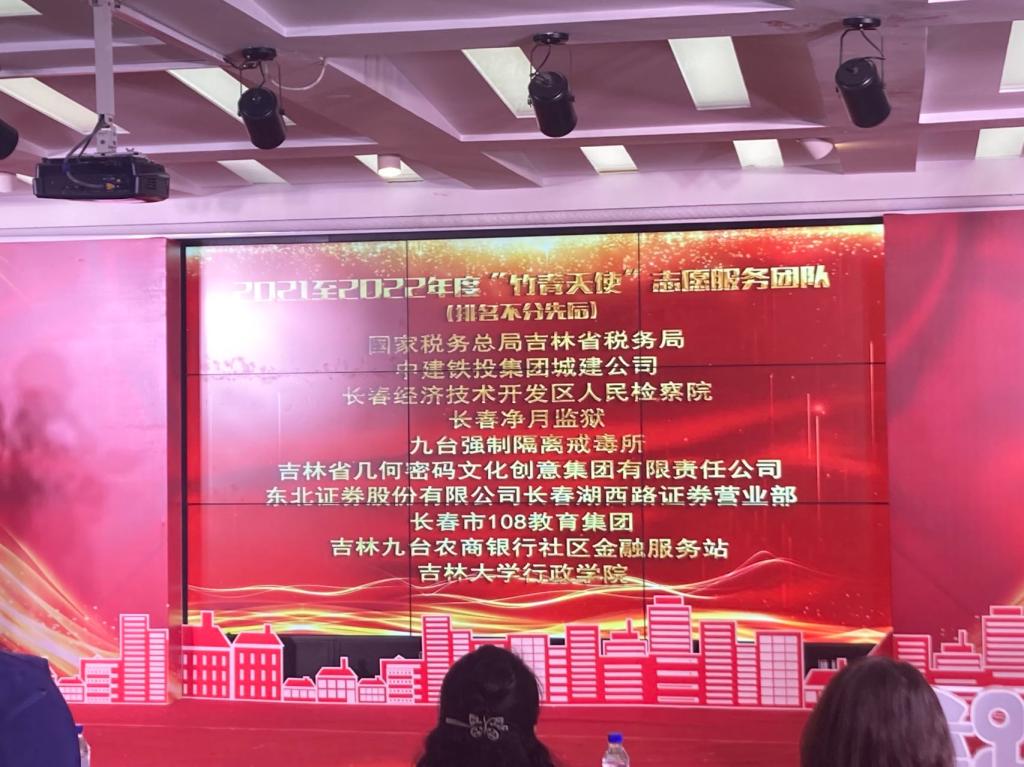 2021至2022年度“竹青天使”志愿服务团队
（排名不分先后）
国家税务总局吉林省税务局
中建铁投集团城建公司
长春经济技术开发区人民检察院
长春净月监狱
九台强制隔离戒毒所
吉林省几何密码文化创意集团有限责任公司
东北证券股份有限公司长春湖西路证券营业部
长春市108教育集团
吉林九台农商银行社区金融服务站
吉林大学行政学院